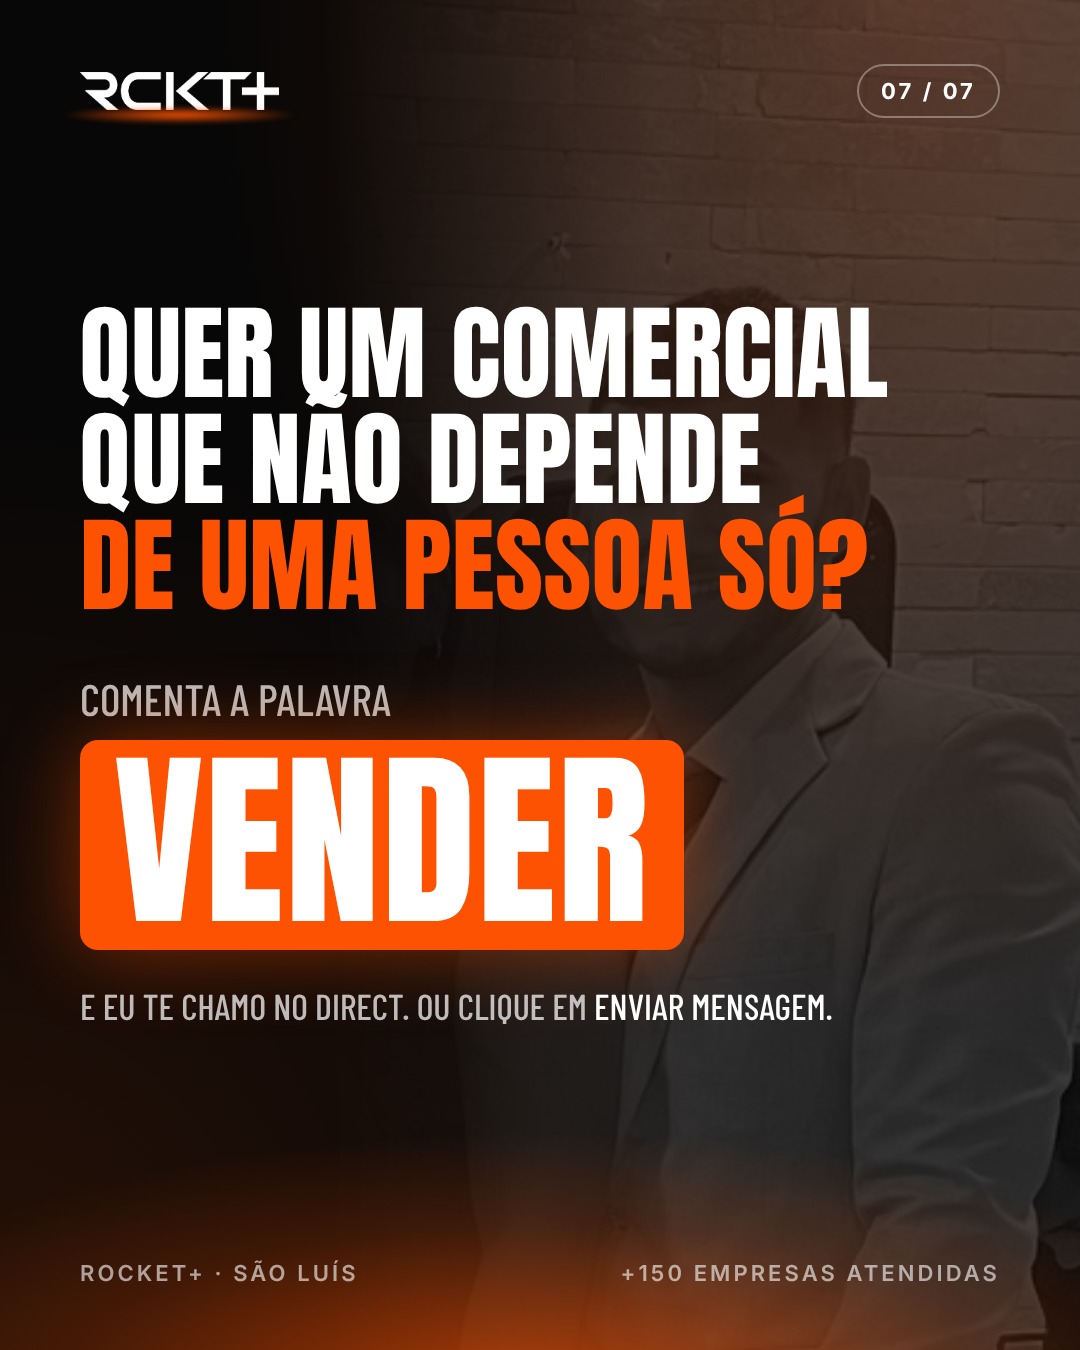 RCKT+
07 / 07
QUER UM COMERCIAL
QUE NÃO DEPENDE
DE UMA PESSOA SÓ?
COMENTA A PALAVRA
VENDER
E EU TE CHAMO NO DIRECT. OU CLIQUE EM ENVIAR MENSAGEM.
ROCKET+ · SÃO LUÍS
+150 EMPRESAS ATENDIDAS